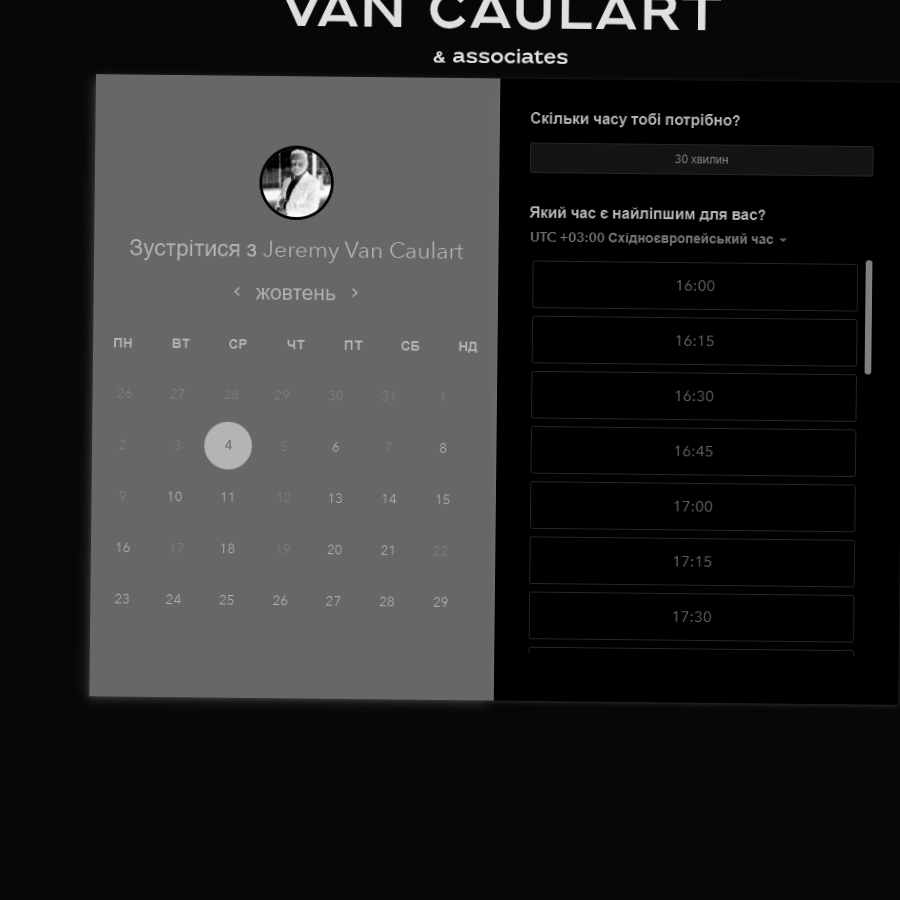 VAN CAULART
& associates
Зустрітися з Jeremy Van Caulart
жовтень
ПН ВТ СР ЧТ ПТ СБ НД
26 27 28 29 30 31 1
2 3 4 5 6 7 8
9 10 11 12 13 14 15
16 17 18 19 20 21 22
23 24 25 26 27 28 29
Скільки часу тобі потрібно?
30 хвилин
Який час є найліпшим для вас?
UTC +03:00 Східноєвропейський час
16:00
16:15
16:30
16:45
17:00
17:15
17:30